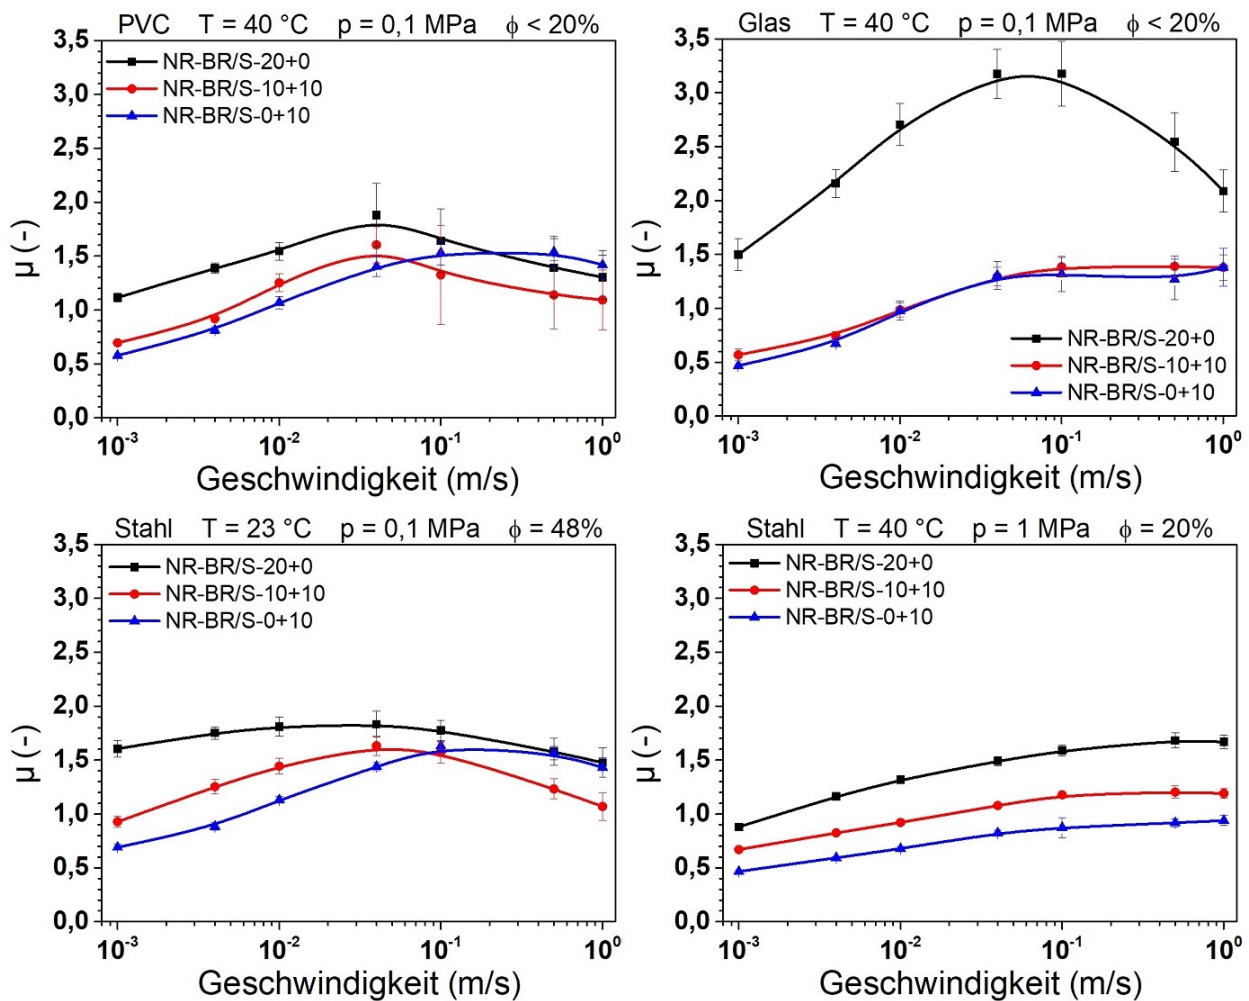 PVC T = 40 °C p = 0,1 MPa ϕ < 20%
3,5
3,0
2,5
2,0
1,5
1,0
0,5
0,0
µ (-)
NR-BR/S-20+0
NR-BR/S-10+10
NR-BR/S-0+10
10⁻³ 10⁻² 10⁻¹ 10⁰
Geschwindigkeit (m/s)
Glas T = 40 °C p = 0,1 MPa ϕ < 20%
3,5
3,0
2,5
2,0
1,5
1,0
0,5
0,0
µ (-)
NR-BR/S-20+0
NR-BR/S-10+10
NR-BR/S-0+10
10⁻³ 10⁻² 10⁻¹ 10⁰
Geschwindigkeit (m/s)
Stahl T = 23 °C p = 0,1 MPa ϕ = 48%
3,5
3,0
2,5
2,0
1,5
1,0
0,5
0,0
µ (-)
NR-BR/S-20+0
NR-BR/S-10+10
NR-BR/S-0+10
10⁻³ 10⁻² 10⁻¹ 10⁰
Geschwindigkeit (m/s)
Stahl T = 40 °C p = 1 MPa ϕ = 20%
3,5
3,0
2,5
2,0
1,5
1,0
0,5
0,0
µ (-)
NR-BR/S-20+0
NR-BR/S-10+10
NR-BR/S-0+10
10⁻³ 10⁻² 10⁻¹ 10⁰
Geschwindigkeit (m/s)